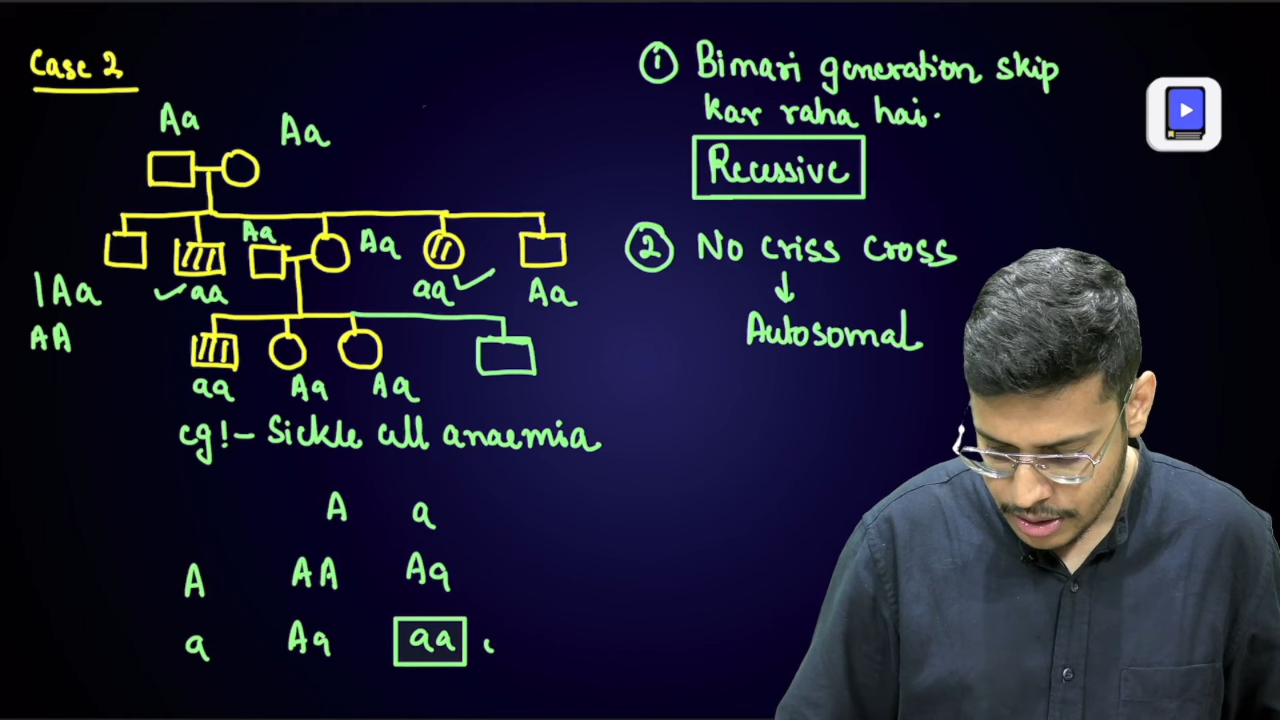 Case 2
Aa Aa
Aa Aa
1Aa aa aa Aa
AA
aa Aa Aa
eg:- Sickle cell anaemia
A a
A AA Aa
a Aa aa
① Bimari generation skip
kar raha hai.
Recessive
② No criss cross
Autosomal